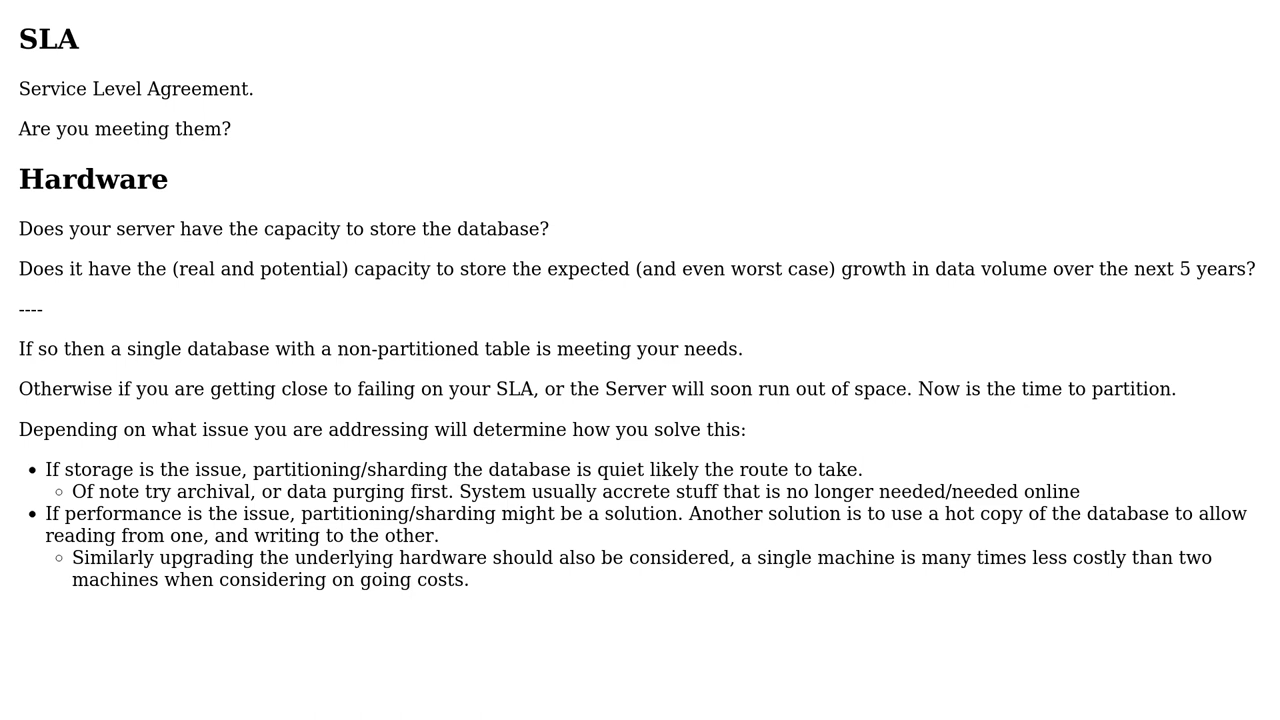 SLA
Service Level Agreement.
Are you meeting them?
Hardware
Does your server have the capacity to store the database?
Does it have the (real and potential) capacity to store the expected (and even worst case) growth in data volume over the next 5 years?
----
If so then a single database with a non-partitioned table is meeting your needs.
Otherwise if you are getting close to failing on your SLA, or the Server will soon run out of space. Now is the time to partition.
Depending on what issue you are addressing will determine how you solve this:
• If storage is the issue, partitioning/sharding the database is quiet likely the route to take.
◦ Of note try archival, or data purging first. System usually accrete stuff that is no longer needed/needed online
• If performance is the issue, partitioning/sharding might be a solution. Another solution is to use a hot copy of the database to allow
reading from one, and writing to the other.
◦ Similarly upgrading the underlying hardware should also be considered, a single machine is many times less costly than two
machines when considering on going costs.